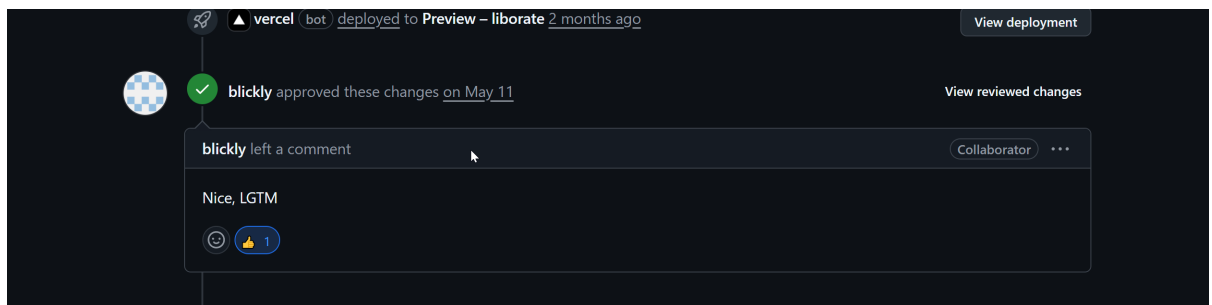 vercel bot deployed to Preview – liborate 2 months ago View deployment
blickly approved these changes on May 11 View reviewed changes
blickly left a comment Collaborator ...
Nice, LGTM
👍 1